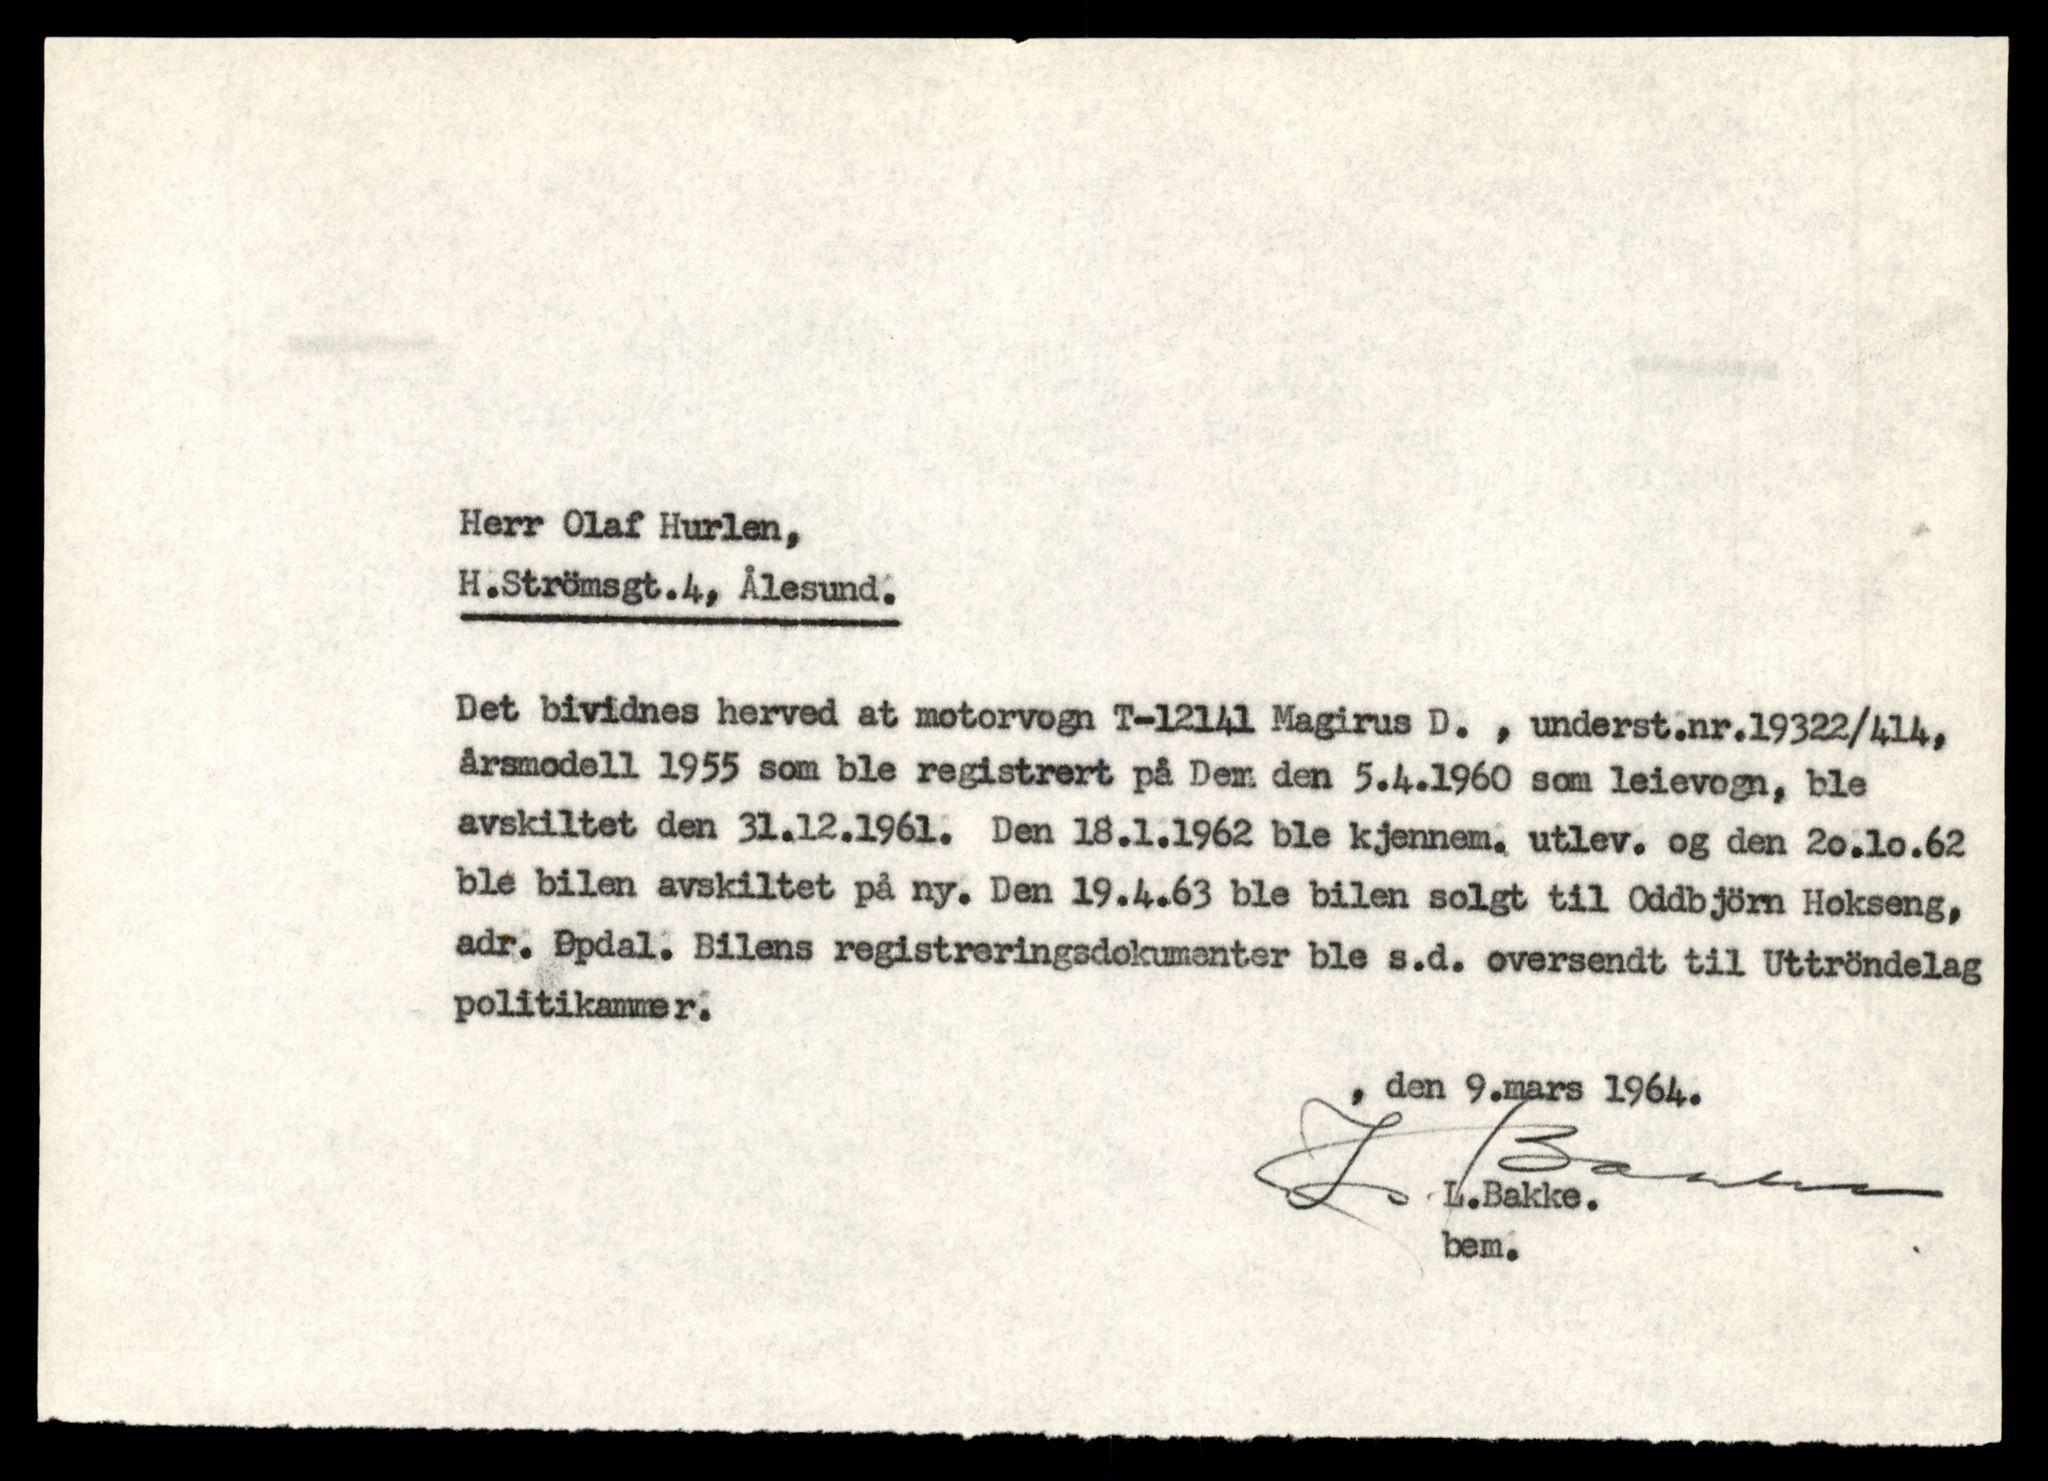 Herr Olaf Hurlen,
H.Strömsgt.4, Ålesund.
Det bividnes herved at motorvogn T-12141 Magirus D. , underst.nr.19322/414,
årsmodell 1955 som ble registrert på Dem den 5.4.1960 som leievogn, ble
avskiltet den 31.12.1961. Den 18.1.1962 ble kjennem. utlev. og den 2o.1o.62
ble bilen avskiltet på ny. Den 19.4.63 ble bilen solgt til Oddbjörn Hokseng,
adr. Opdal. Bilens registreringsdokumenter ble s.d. oversendt til Uttröndelag
politikammer.
, den 9.mars 1964.
L. Bakke
L.Bakke.
bem.